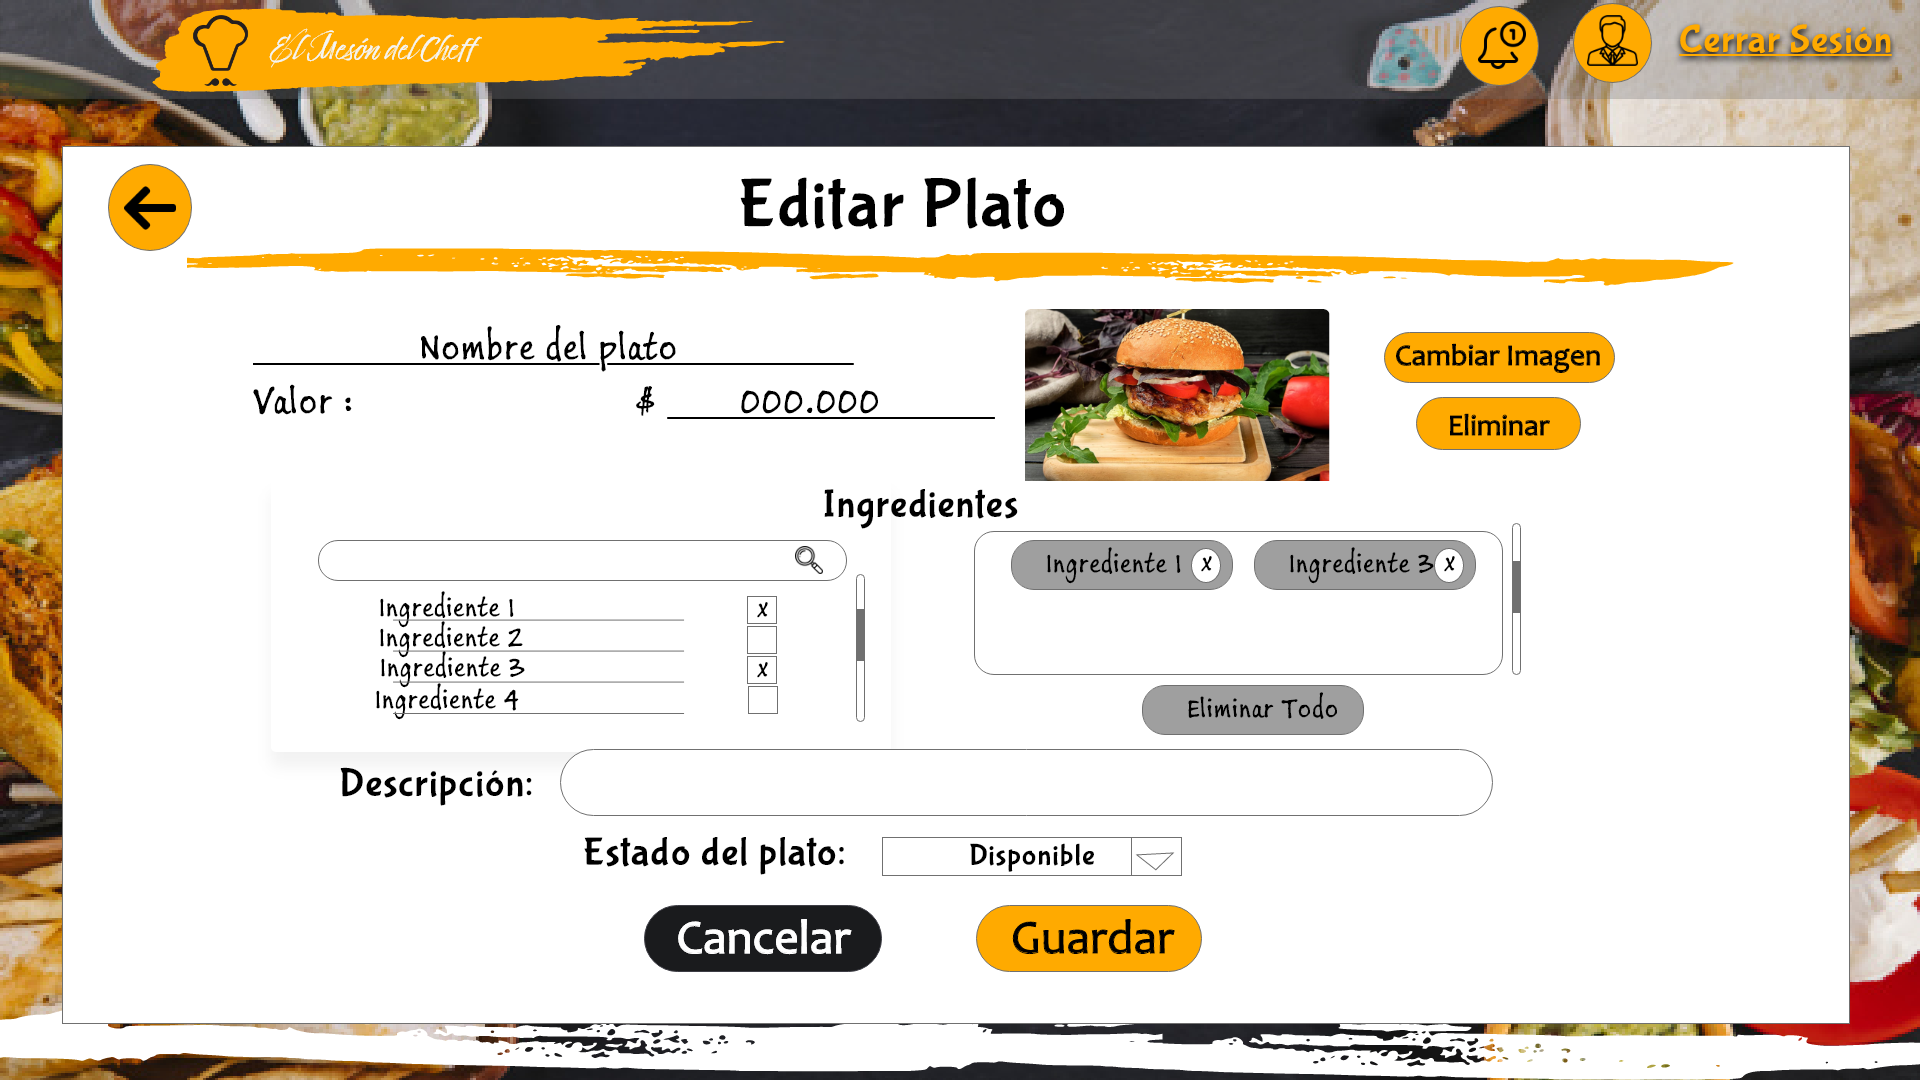 El Mesón del Cheff
1
Cerrar Sesión
Editar Plato
Nombre del plato
Valor : $ 000.000
Cambiar Imagen
Eliminar
Ingredientes
Ingrediente 1 x
Ingrediente 2
Ingrediente 3 x
Ingrediente 4
Ingrediente 1 x
Ingrediente 3 x
Eliminar Todo
Descripción:
Estado del plato: Disponible
Cancelar
Guardar